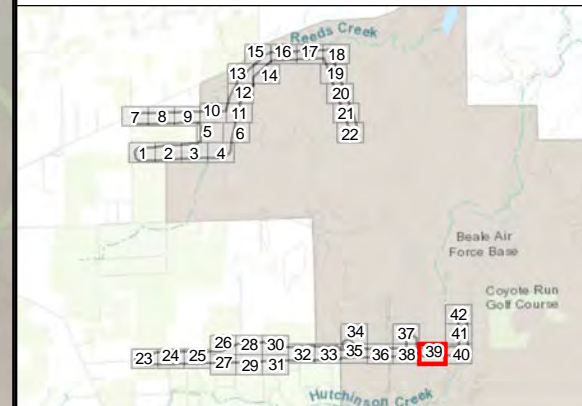 Reeds Creek
15 16 17 18
13 14 19
12 20
7 8 9 10 11 21
5 6 22
1 2 3 4
Beale Air
Force Base
Coyote Run
Golf Course
42
26 28 30 34 37 41
23 24 25 27 29 31 32 33 35 36 38 39 40
Hutchinson Creek